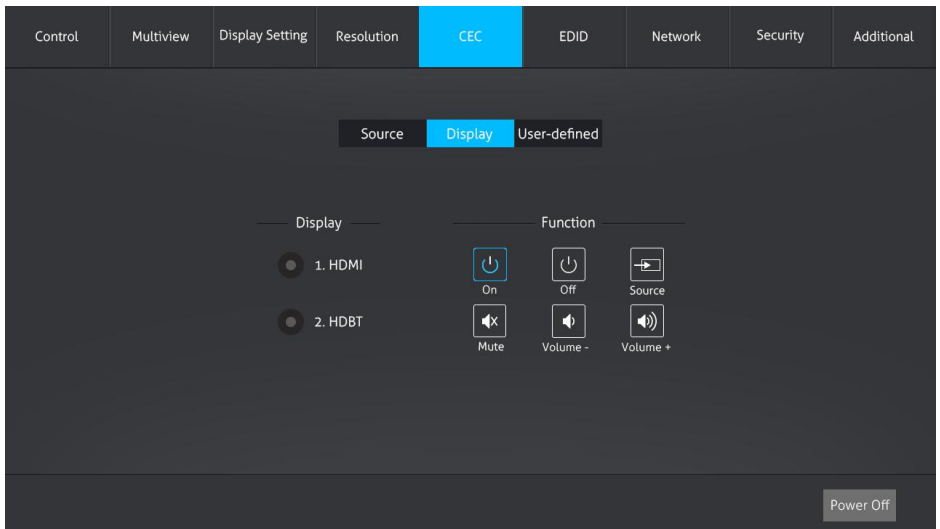 Control Multiview Display Setting Resolution CEC EDID Network Security Additional
Source Display User-defined
Display Function
1. HDMI
On Off Source
2. HDBT
Mute Volume - Volume +
Power Off